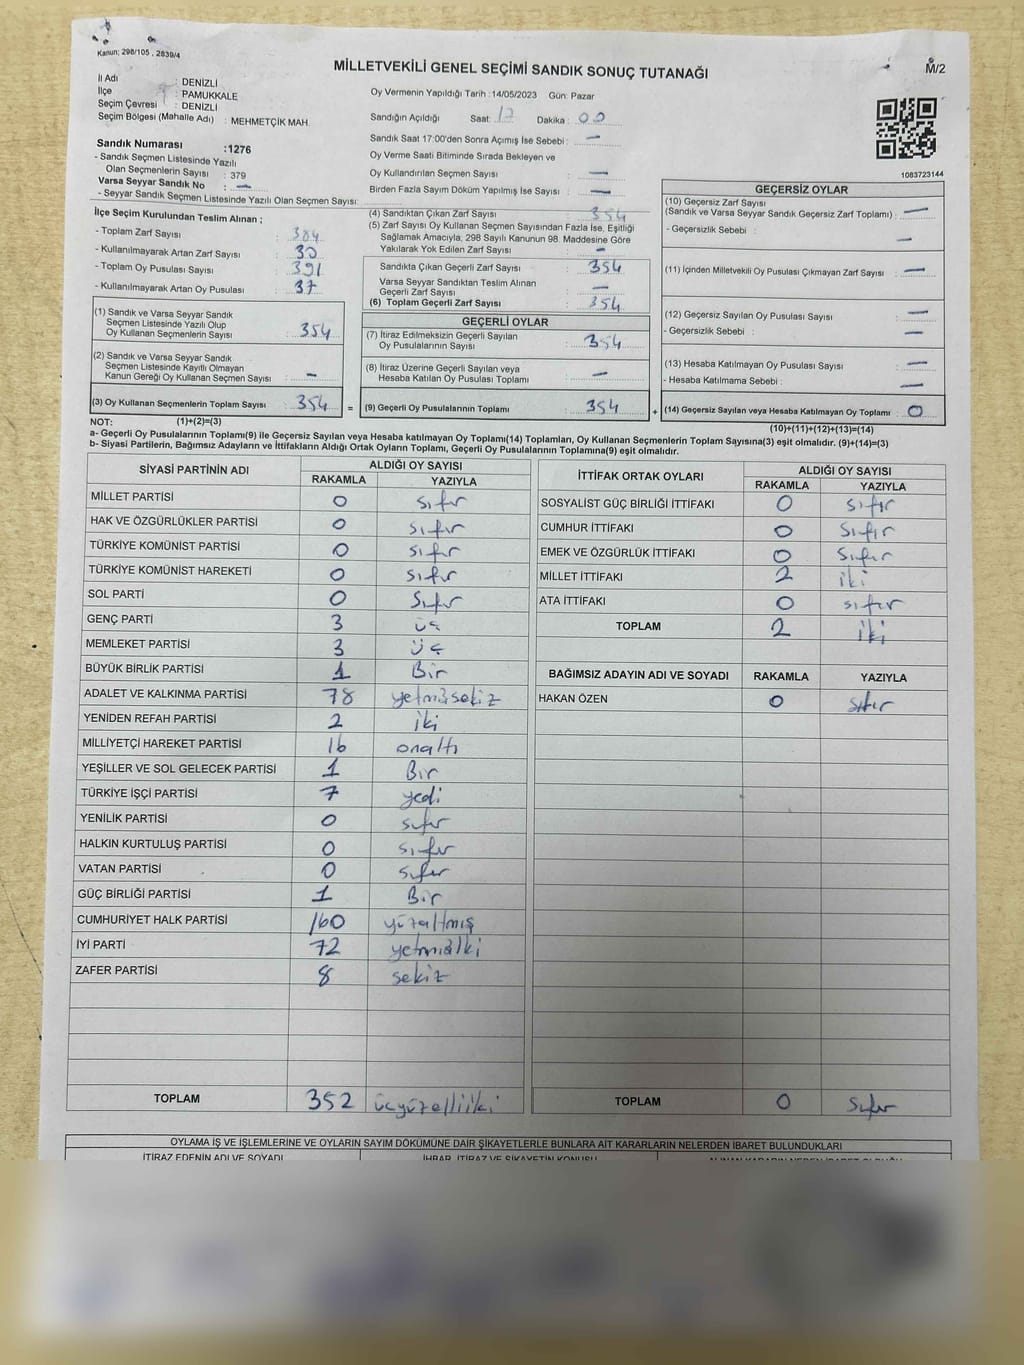 Kanun; 298/105 , 2839/4
MİLLETVEKİLİ GENEL SEÇİMİ SANDIK SONUÇ TUTANAĞI
M/2
İl Adı : DENİZLİ
İlçe : PAMUKKALE
Seçim Çevresi : DENİZLİ
Seçim Bölgesi (Mahalle Adı) : MEHMETÇİK MAH.
Sandık Numarası :1276
- Sandık Seçmen Listesinde Yazılı
Olan Seçmenlerin Sayısı : 379
Varsa Seyyar Sandık No : —
- Seyyar Sandık Seçmen Listesinde Yazılı Olan Seçmen Sayısı:
Oy Vermenin Yapıldığı Tarih :14/05/2023 Gün: Pazar
Sandığın Açıldığı Saat: 17 Dakika : 00
Sandık Saat 17:00'den Sonra Açımış İse Sebebi : —
Oy Verme Saati Bitiminde Sırada Bekleyen ve
Oy Kullandırılan Seçmen Sayısı —
Birden Fazla Sayım Döküm Yapılmış İse Sayısı : —
1083723144
İlçe Seçim Kurulundan Teslim Alınan ;
- Toplam Zarf Sayısı : 384
- Kullanılmayarak Artan Zarf Sayısı : 30
- Toplam Oy Pusulası Sayısı : 391
- Kullanılmayarak Artan Oy Pusulası : 37
(1) Sandık ve Varsa Seyyar Sandık
Seçmen Listesinde Yazılı Olup
Oy Kullanan Seçmenlerin Sayısı : 354
(2) Sandık ve Varsa Seyyar Sandık
Seçmen Listesinde Kayıtlı Olmayan
Kanun Gereği Oy Kullanan Seçmen Sayısı : —
(3) Oy Kullanan Seçmenlerin Toplam Sayısı : 354 =
(4) Sandıktan Çıkan Zarf Sayısı : 354
(5) Zarf Sayısı Oy Kullanan Seçmen Sayısından Fazla İse, Eşitliği
Sağlamak Amacıyla, 298 Sayılı Kanunun 98. Maddesine Göre
Yakılarak Yok Edilen Zarf Sayısı : —
Sandıkta Çıkan Geçerli Zarf Sayısı : 354
Varsa Seyyar Sandıktan Teslim Alınan
Geçerli Zarf Sayısı : —
(6) Toplam Geçerli Zarf Sayısı : 354
GEÇERLİ OYLAR
(7) İtiraz Edilmeksizin Geçerli Sayılan
Oy Pusulalarının Sayısı : 354
(8) İtiraz Üzerine Geçerli Sayılan veya
Hesaba Katılan Oy Pusulası Toplamı : —
(9) Geçerli Oy Pusulalarının Toplamı : 354 +
GEÇERSİZ OYLAR
(10) Geçersiz Zarf Sayısı
(Sandık ve Varsa Seyyar Sandık Geçersiz Zarf Toplamı) : —
- Geçersizlik Sebebi : —
(11) İçinden Milletvekili Oy Pusulası Çıkmayan Zarf Sayısı : —
(12) Geçersiz Sayılan Oy Pusulası Sayısı : —
- Geçersizlik Sebebi : —
(13) Hesaba Katılmayan Oy Pusulası Sayısı : —
- Hesaba Katılmama Sebebi : —
(14) Geçersiz Sayılan veya Hesaba Katılmayan Oy Toplamı : 0
NOT: (1)+(2)=(3)
(10)+(11)+(12)+(13)=(14)
a- Geçerli Oy Pusulalarının Toplamı(9) ile Geçersiz Sayılan veya Hesaba katılmayan Oy Toplamı(14) Toplamları, Oy Kullanan Seçmenlerin Toplam Sayısına(3) eşit olmalıdır. (9)+(14)=(3)
b- Siyasi Partilerin, Bağımsız Adayların ve İttifakların Aldığı Ortak Oyların Toplamı, Geçerli Oy Pusulalarının Toplamına(9) eşit olmalıdır.
SİYASİ PARTİNİN ADI ALDIĞI OY SAYISI
RAKAMLA YAZIYLA
MİLLET PARTİSİ 0 sıfır
HAK VE ÖZGÜRLÜKLER PARTİSİ 0 sıfır
TÜRKİYE KOMÜNİST PARTİSİ 0 sıfır
TÜRKİYE KOMÜNİST HAREKETİ 0 sıfır
SOL PARTİ 0 Sıfır
GENÇ PARTİ 3 üç
MEMLEKET PARTİSİ 3 üç
BÜYÜK BİRLİK PARTİSİ 1 Bir
ADALET VE KALKINMA PARTİSİ 78 yetmişsekiz
YENİDEN REFAH PARTİSİ 2 iki
MİLLİYETÇİ HAREKET PARTİSİ 16 onaltı
YEŞİLLER VE SOL GELECEK PARTİSİ 1 Bir
TÜRKİYE İŞÇİ PARTİSİ 7 yedi
YENİLİK PARTİSİ 0 sıfır
HALKIN KURTULUŞ PARTİSİ 0 sıfır
VATAN PARTİSİ 0 sıfır
GÜÇ BİRLİĞİ PARTİSİ 1 Bir
CUMHURİYET HALK PARTİSİ 160 yüzaltmış
İYİ PARTİ 72 yetmişiki
ZAFER PARTİSİ 8 sekiz
TOPLAM 352 üçyüzelliiki
İTTİFAK ORTAK OYLARI ALDIĞI OY SAYISI
RAKAMLA YAZIYLA
SOSYALİST GÜÇ BİRLİĞİ İTTİFAKI 0 sıfır
CUMHUR İTTİFAKI 0 Sıfır
EMEK VE ÖZGÜRLÜK İTTİFAKI 0 Sıfır
MİLLET İTTİFAKI 2 iki
ATA İTTİFAKI 0 sıfır
TOPLAM 2 iki
BAĞIMSIZ ADAYIN ADI VE SOYADI RAKAMLA YAZIYLA
HAKAN ÖZEN 0 sıfır
TOPLAM 0 Sıfır
OYLAMA İŞ VE İŞLEMLERİNE VE OYLARIN SAYIM DÖKÜMÜNE DAİR ŞİKAYETLERLE BUNLARA AİT KARARLARIN NELERDEN İBARET BULUNDUKLARI
İTİRAZ EDENİN ADI VE SOYADI İHBAR, İTİRAZ VE ŞİKAYETİN KONUSU